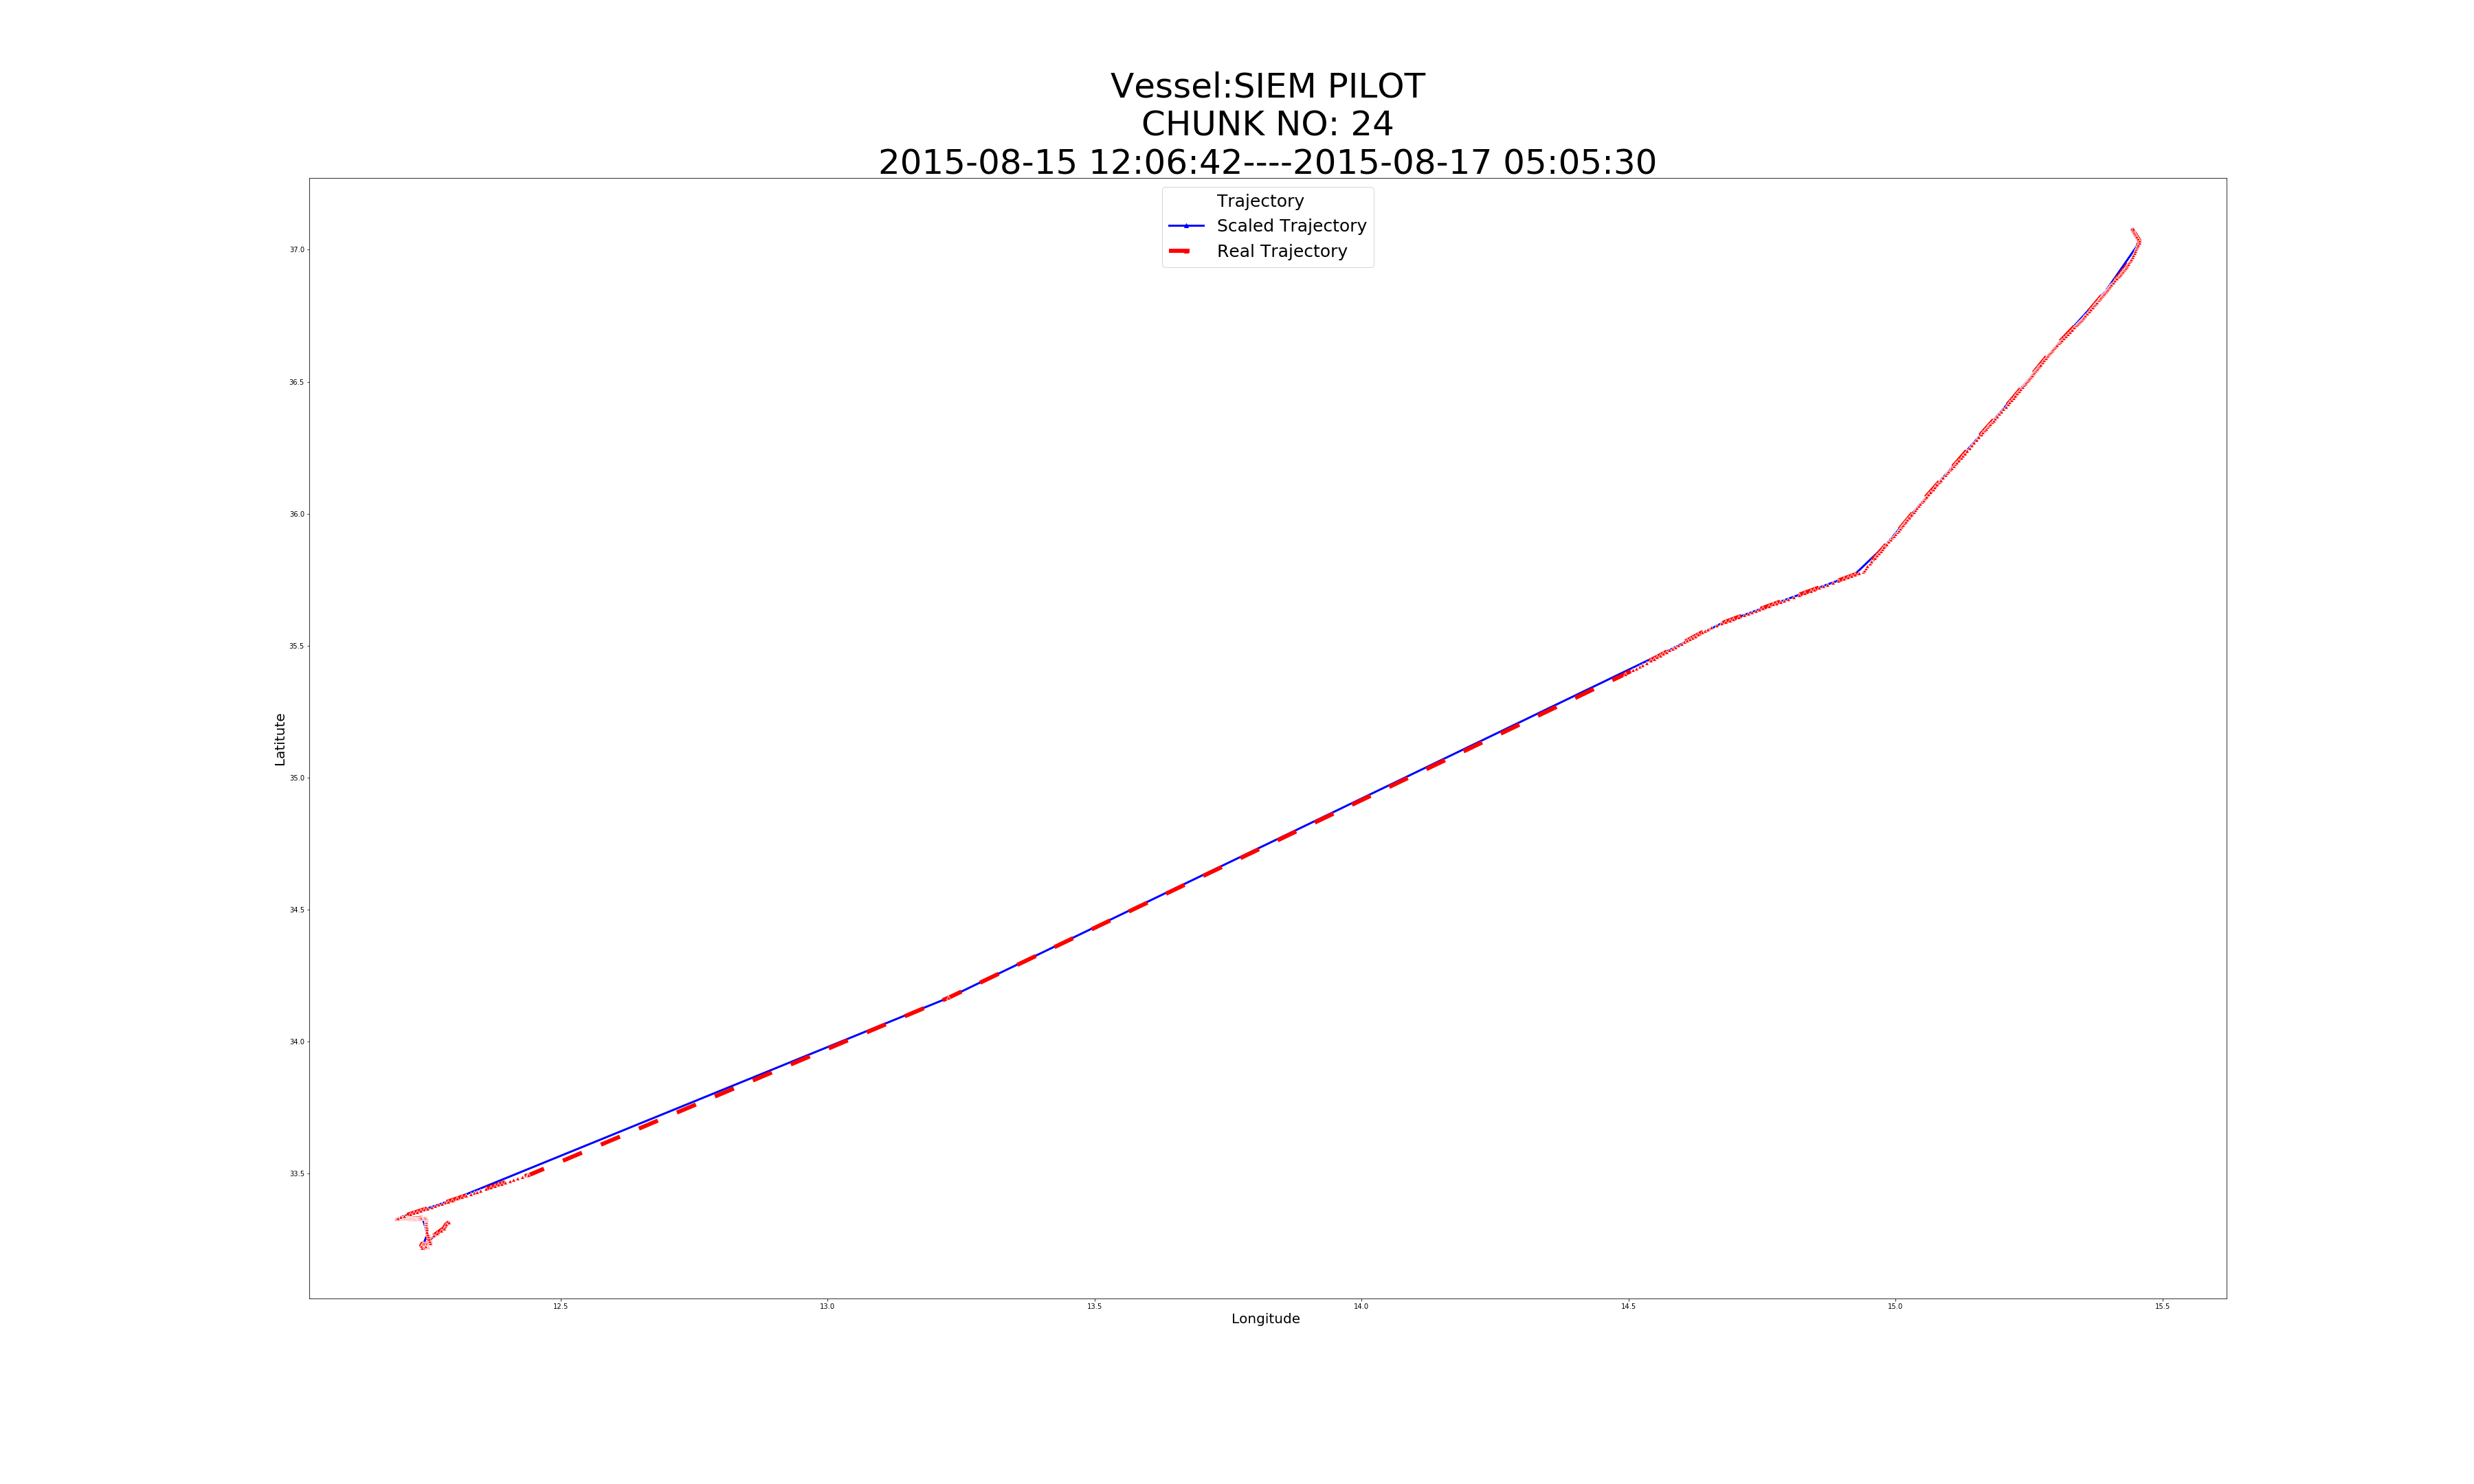 Vessel:SIEM PILOT
CHUNK NO: 24
2015-08-15 12:06:42----2015-08-17 05:05:30
Trajectory
Scaled Trajectory
Real Trajectory
37.0
36.5
36.0
35.5
35.0
34.5
34.0
33.5
Latitute
12.5 13.0 13.5 14.0 14.5 15.0 15.5
Longitude